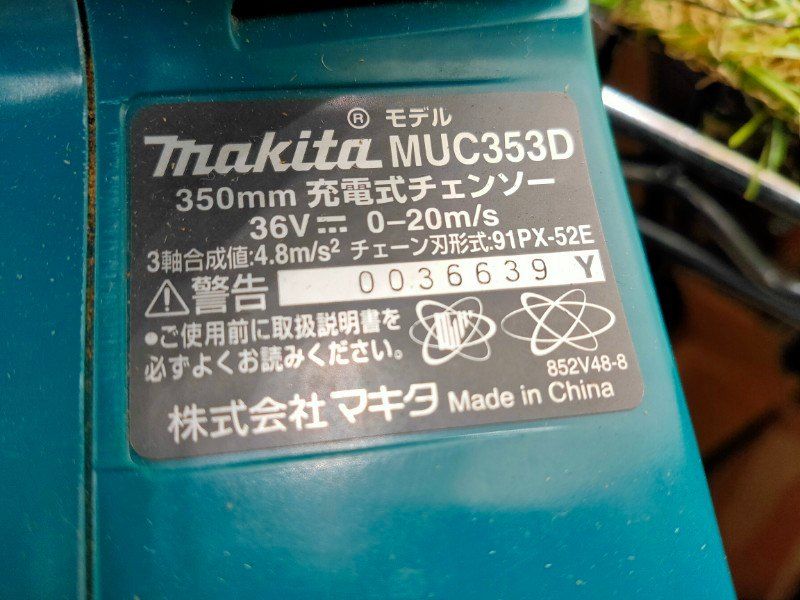 ® モデル
makita MUC353D
350mm 充電式チェンソー
36V⎓ 0–20m/s
3軸合成値:4.8m/s² チェーン刃形式:91PX-52E
⚠警告 0036639 Y
●ご使用前に取扱説明書を
必ずよくお読みください。
852V48-8
株式会社 マキタ Made in China